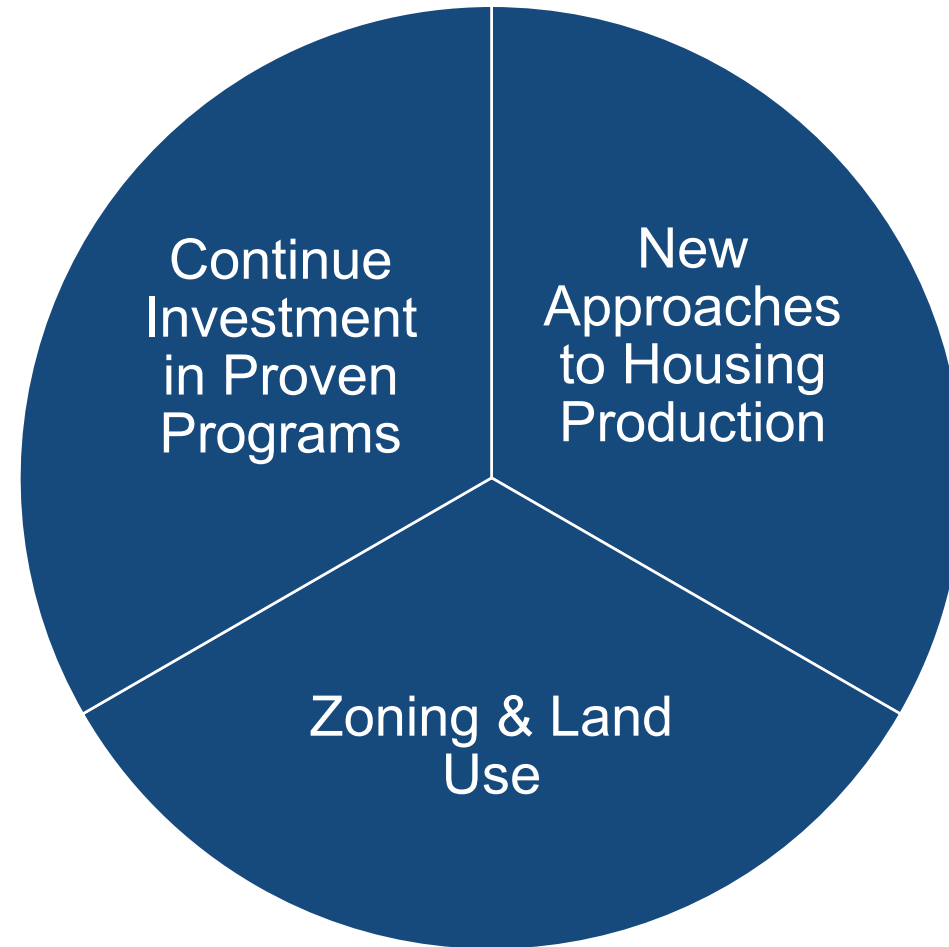 Continue
Investment
in Proven
Programs
New
Approaches
to Housing
Production
Zoning & Land
Use